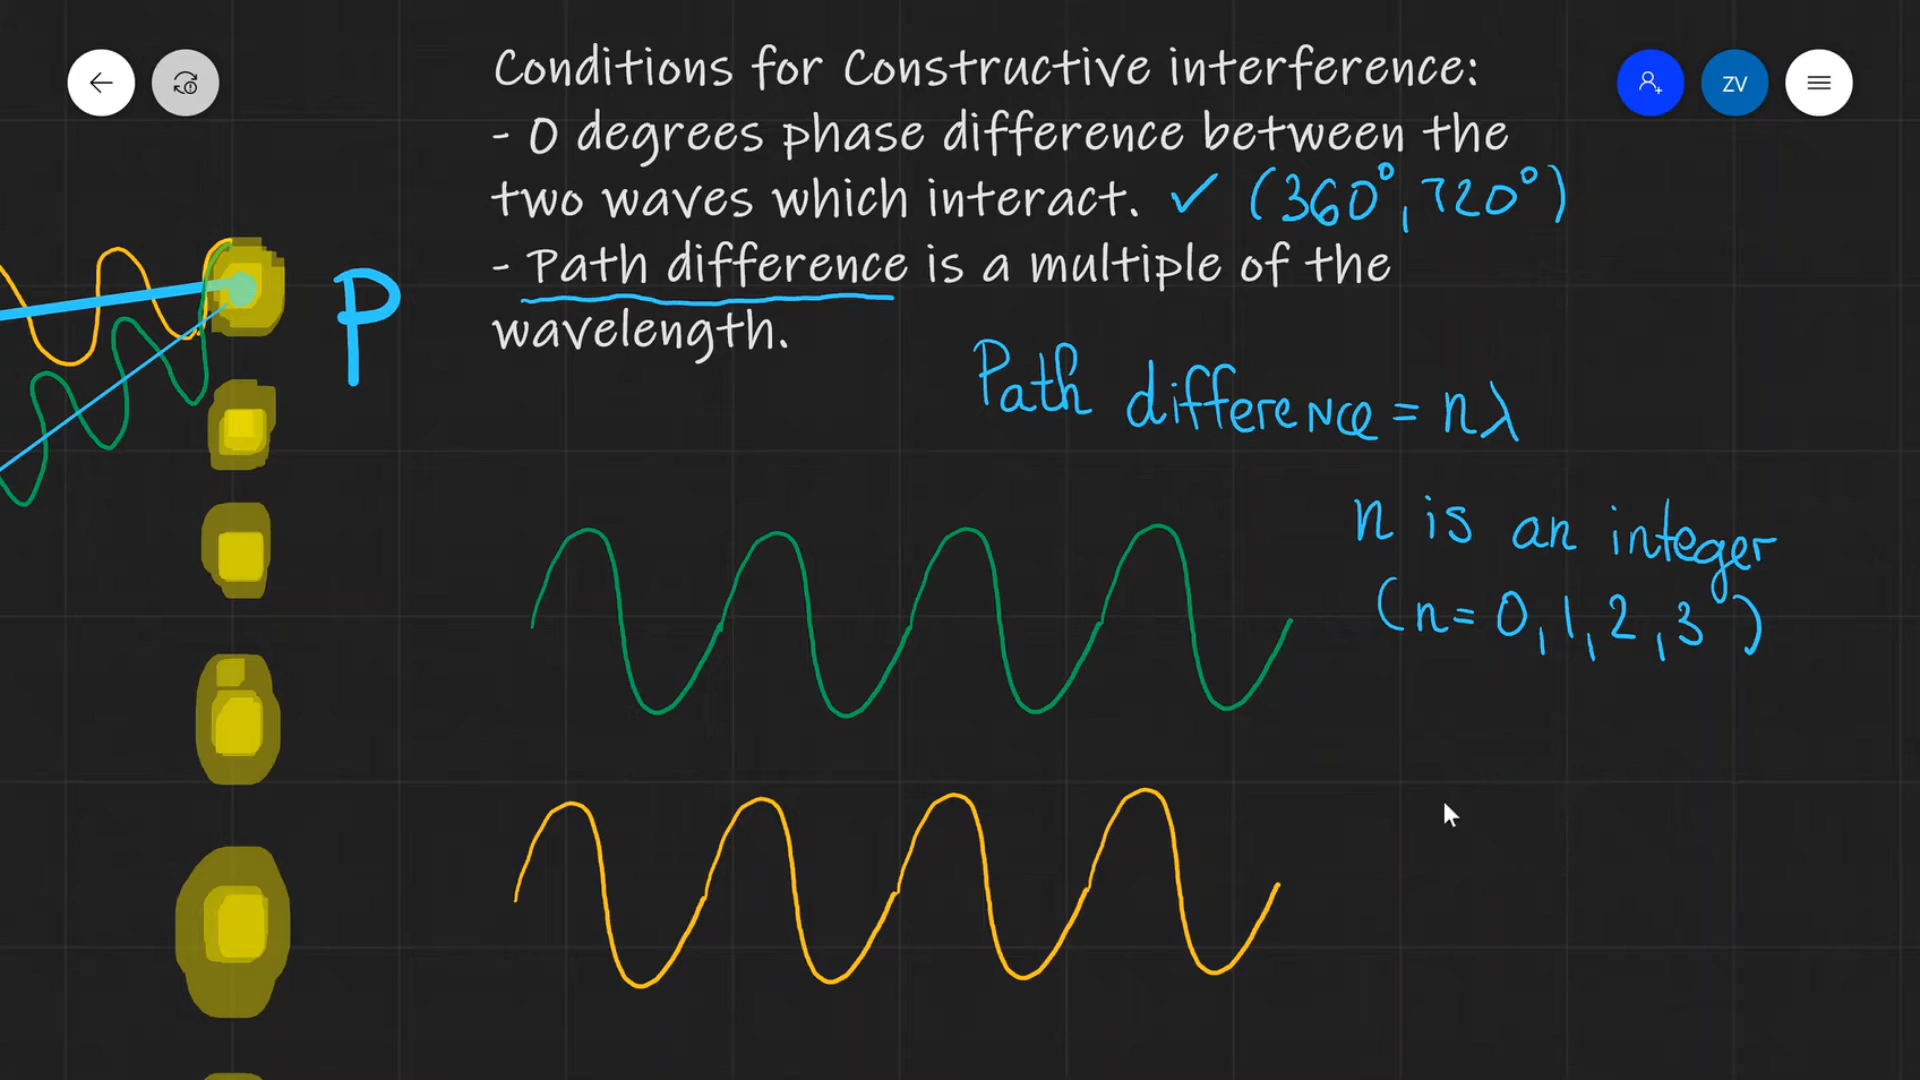 Conditions for Constructive interference:
- 0 degrees phase difference between the
two waves which interact. ✓ (360°, 720°)
- Path difference is a multiple of the
wavelength.
Path difference = nλ
n is an integer
(n = 0, 1, 2, 3)
P
ZV